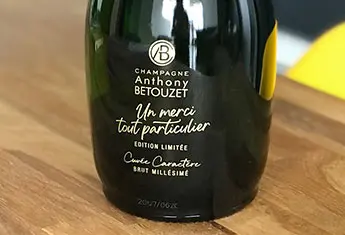 AB
CHAMPAGNE
Anthony
BETOUZET
Un merci
tout particulier
EDITION LIMITÉE
Cuvée Caractère
BRUT MILLÉSIMÉ